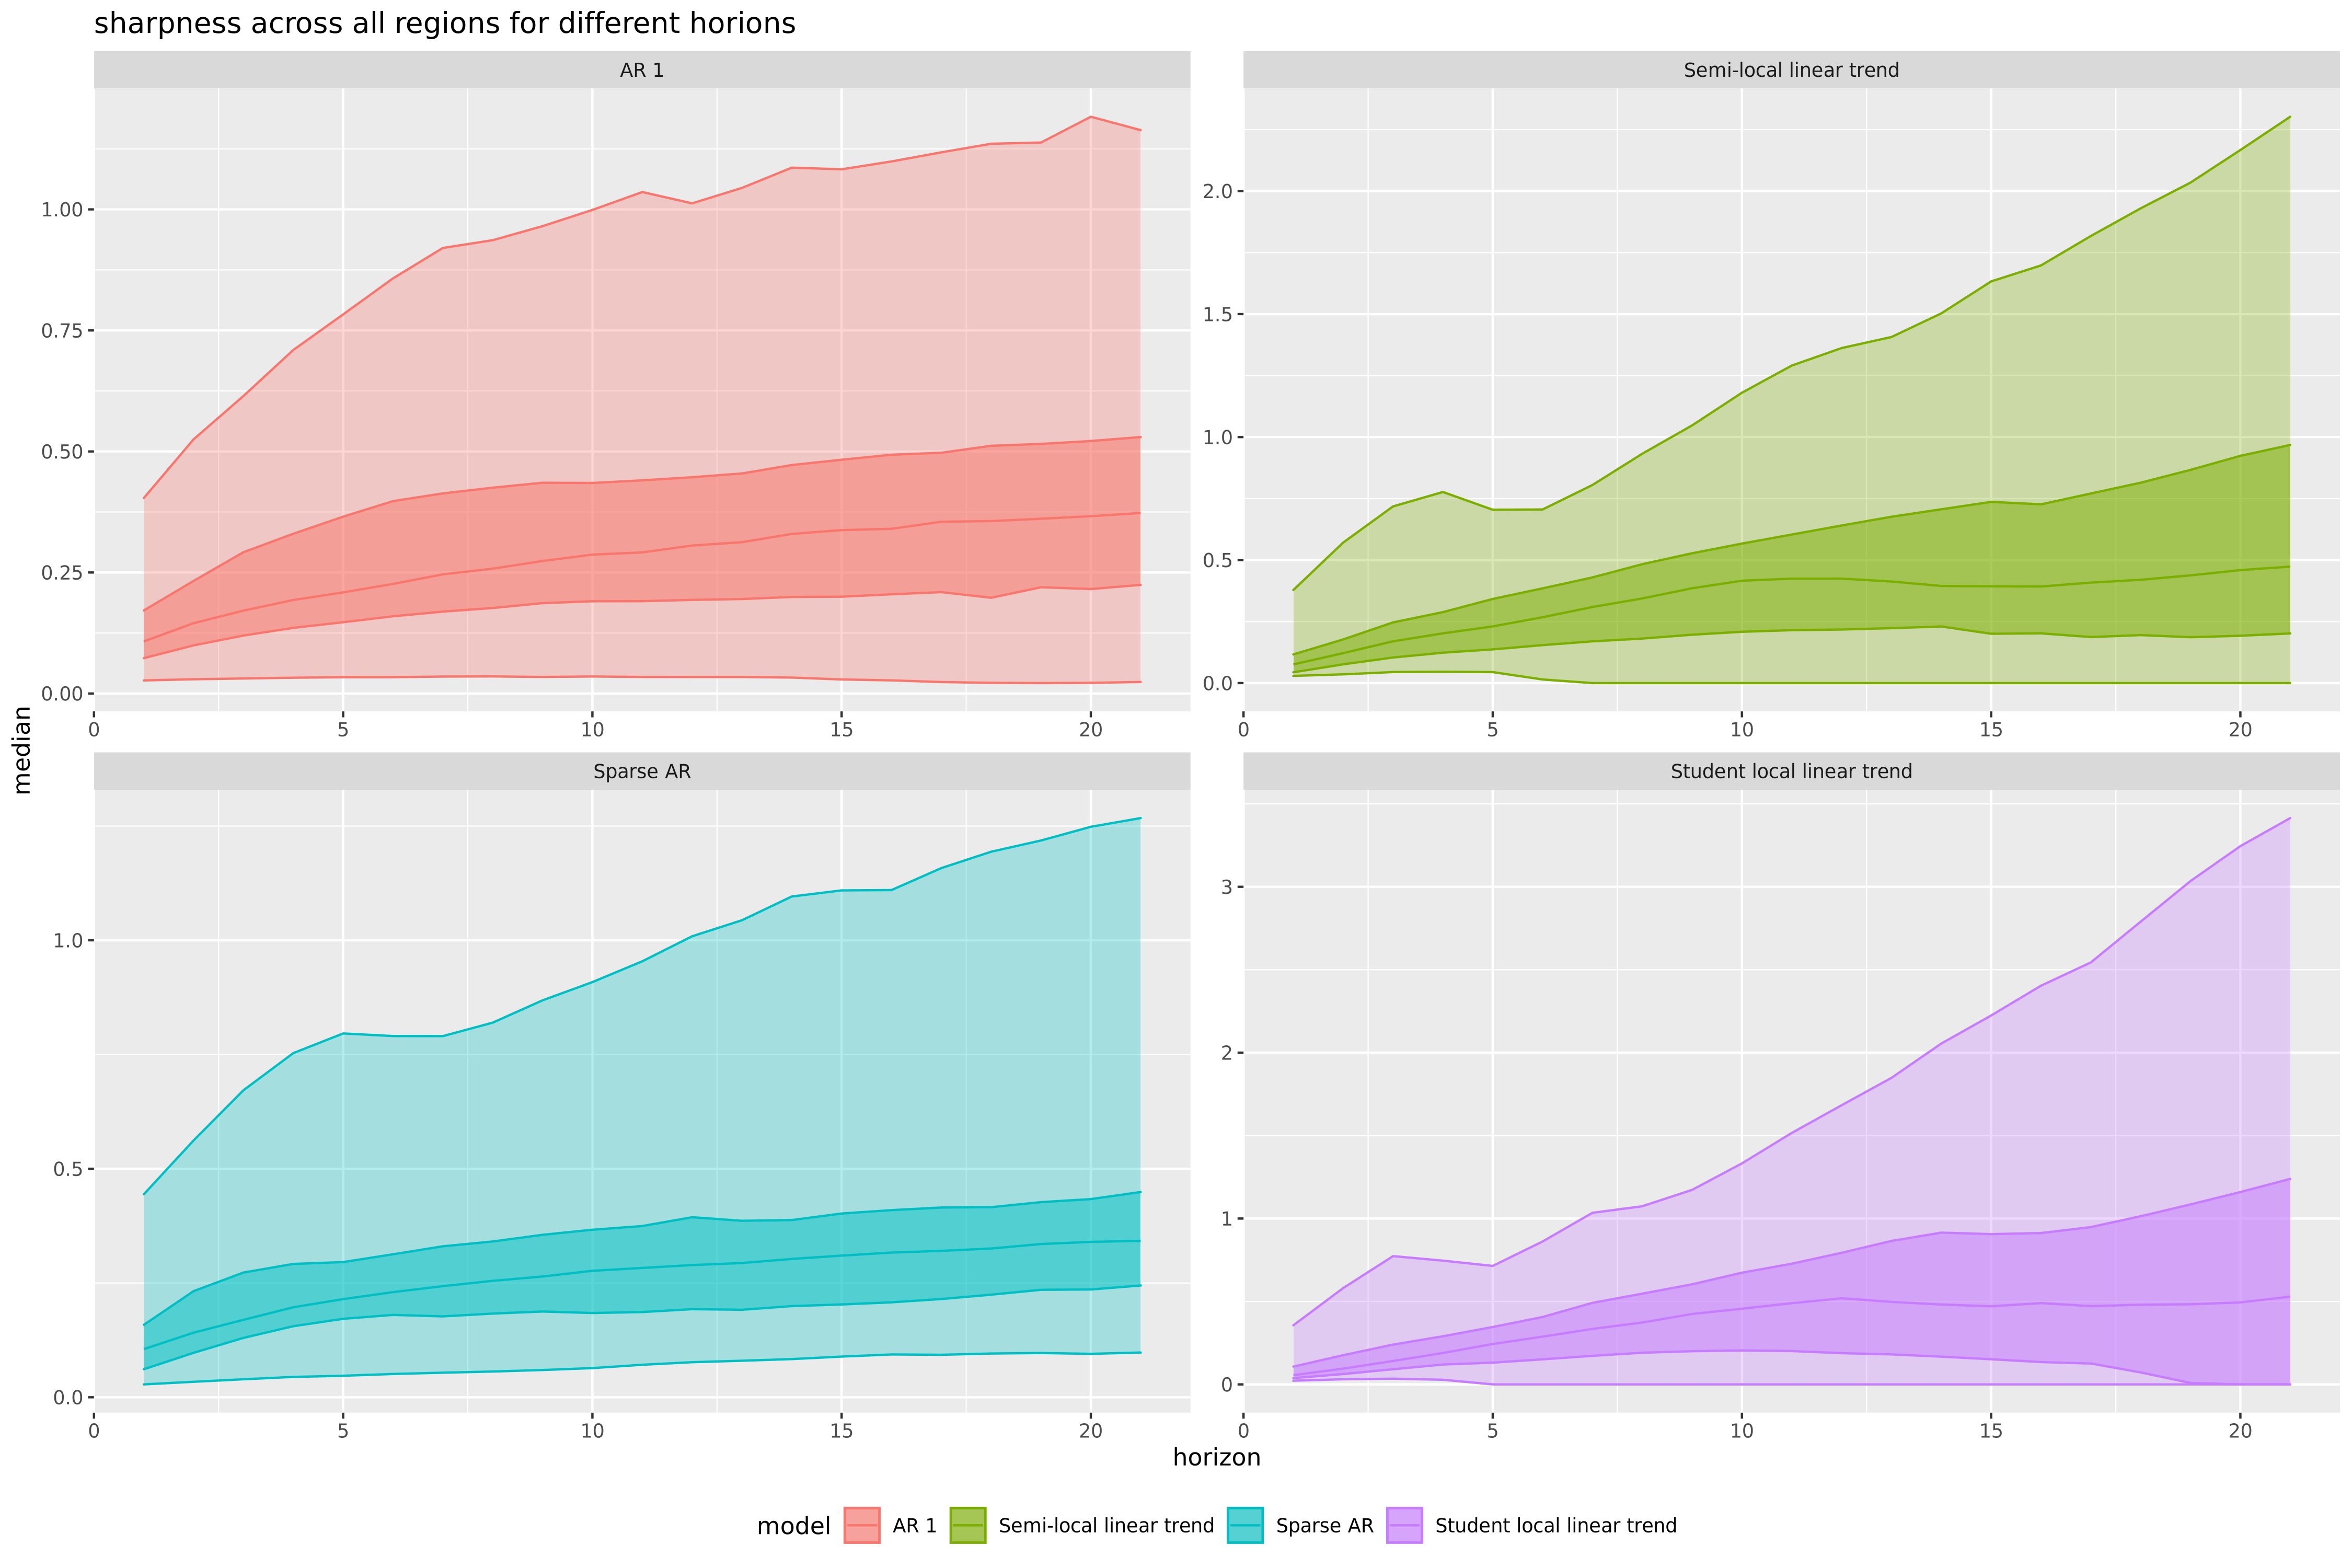 sharpness across all regions for different horions
AR 1
Semi-local linear trend
1.00
0.75
0.50
0.25
0.00
0 5 10 15 20
2.0
1.5
1.0
0.5
0.0
0 5 10 15 20
median
Sparse AR
Student local linear trend
1.0
0.5
0.0
0 5 10 15 20
3
2
1
0
0 5 10 15 20
horizon
model AR 1 Semi-local linear trend Sparse AR Student local linear trend